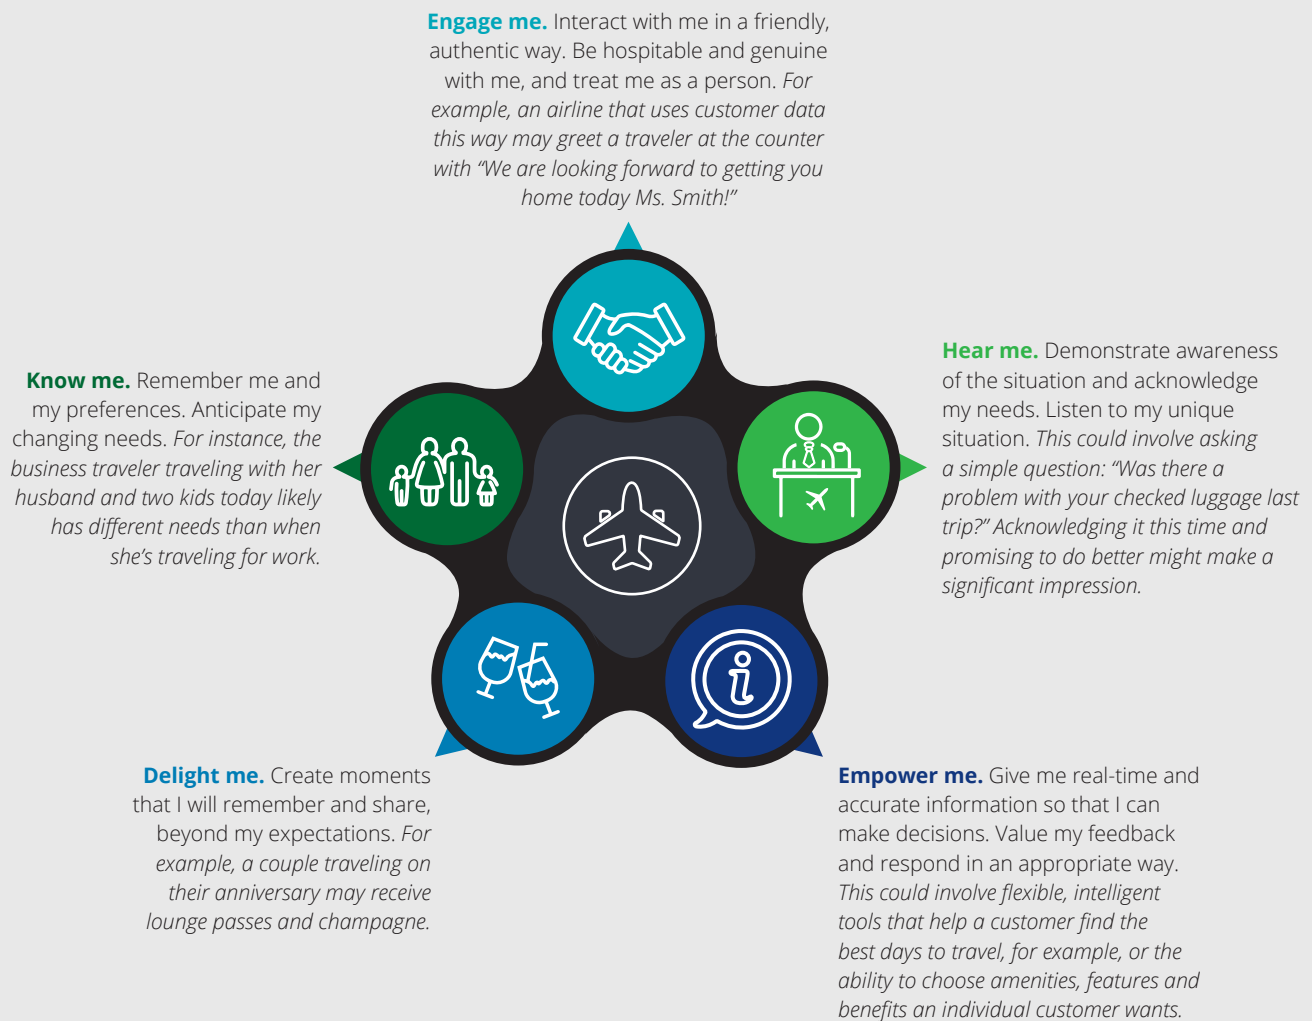 Engage me. Interact with me in a friendly,
authentic way. Be hospitable and genuine
with me, and treat me as a person. For
example, an airline that uses customer data
this way may greet a traveler at the counter
with “We are looking forward to getting you
home today Ms. Smith!”
Hear me. Demonstrate awareness
of the situation and acknowledge
my needs. Listen to my unique
situation. This could involve asking
a simple question: “Was there a
problem with your checked luggage last
trip?” Acknowledging it this time and
promising to do better might make a
significant impression.
Empower me. Give me real-time and
accurate information so that I can
make decisions. Value my feedback
and respond in an appropriate way.
This could involve flexible, intelligent
tools that help a customer find the
best days to travel, for example, or the
ability to choose amenities, features and
benefits an individual customer wants.
Delight me. Create moments
that I will remember and share,
beyond my expectations. For
example, a couple traveling on
their anniversary may receive
lounge passes and champagne.
Know me. Remember me and
my preferences. Anticipate my
changing needs. For instance, the
business traveler traveling with her
husband and two kids today likely
has different needs than when
she’s traveling for work.
i